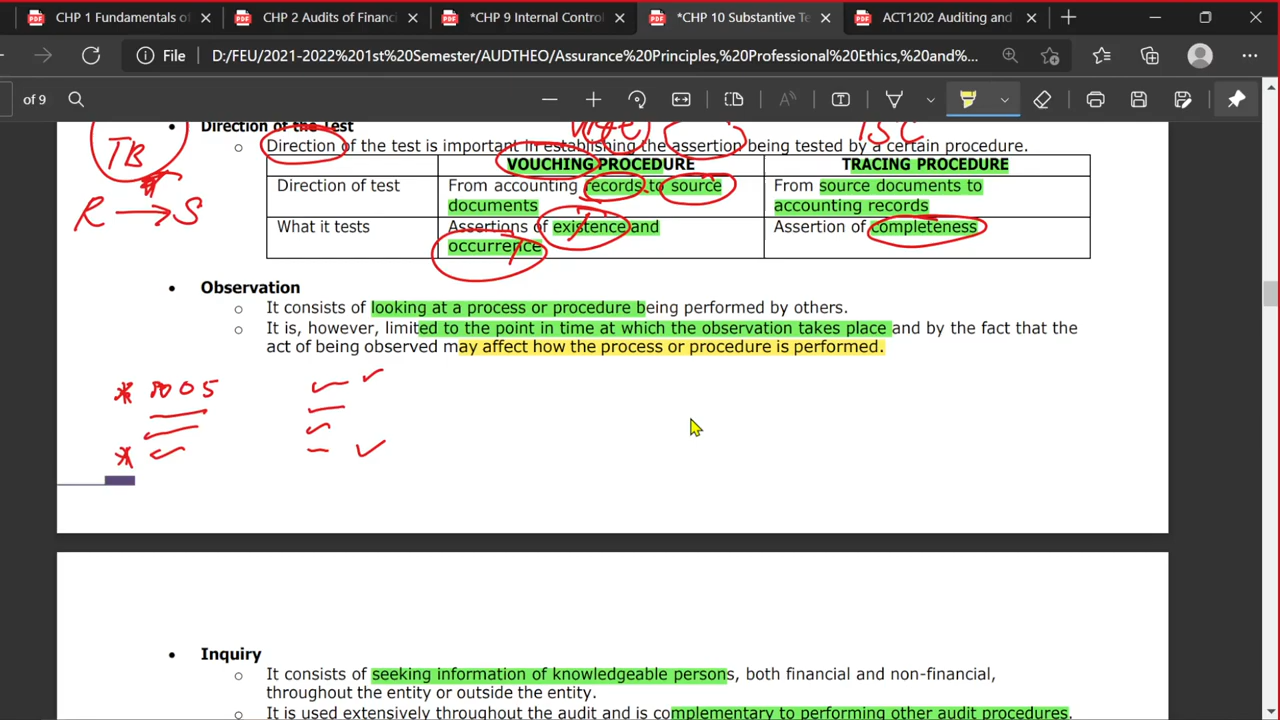 CHP 1 Fundamentals of
CHP 2 Audits of Financi
*CHP 9 Internal Control
*CHP 10 Substantive Te
ACT1202 Auditing and
File
D:/FEU/2021-2022%201st%20Semester/AUDTHEO/Assurance%20Principles,%20Professional%20Ethics,%20and%...
of 9
Direction of the Test
TB
R → S
Direction of the test is important in establishing the assertion being tested by a certain procedure.
VOUCHING PROCEDURE
TRACING PROCEDURE
Direction of test
From accounting records to source
documents
From source documents to
accounting records
What it tests
Assertions of existence and
occurrence
Assertion of completeness
• Observation
o It consists of looking at a process or procedure being performed by others.
o It is, however, limited to the point in time at which the observation takes place and by the fact that the
act of being observed may affect how the process or procedure is performed.
• Inquiry
o It consists of seeking information of knowledgeable persons, both financial and non-financial,
throughout the entity or outside the entity.
o It is used extensively throughout the audit and is complementary to performing other audit procedures.